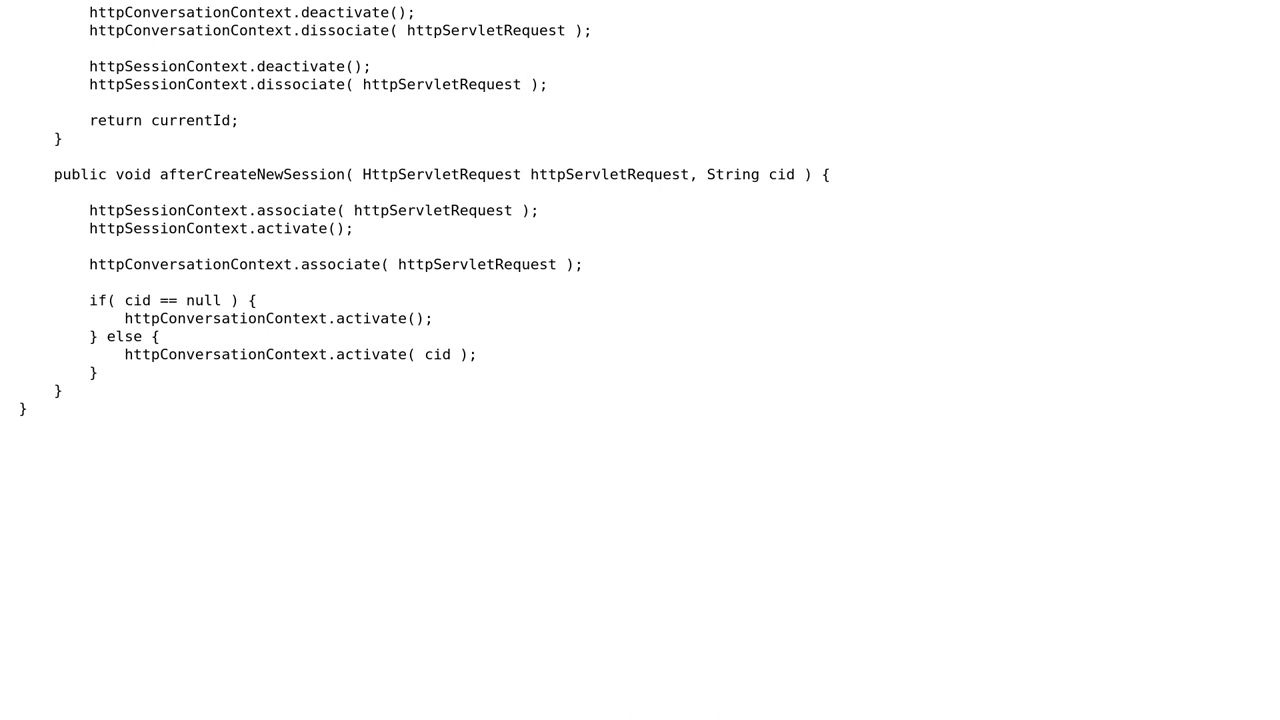 httpConversationContext.deactivate();
        httpConversationContext.dissociate( httpServletRequest );

        httpSessionContext.deactivate();
        httpSessionContext.dissociate( httpServletRequest );

        return currentId;
    }

    public void afterCreateNewSession( HttpServletRequest httpServletRequest, String cid ) {

        httpSessionContext.associate( httpServletRequest );
        httpSessionContext.activate();

        httpConversationContext.associate( httpServletRequest );

        if( cid == null ) {
            httpConversationContext.activate();
        } else {
            httpConversationContext.activate( cid );
        }
    }
}